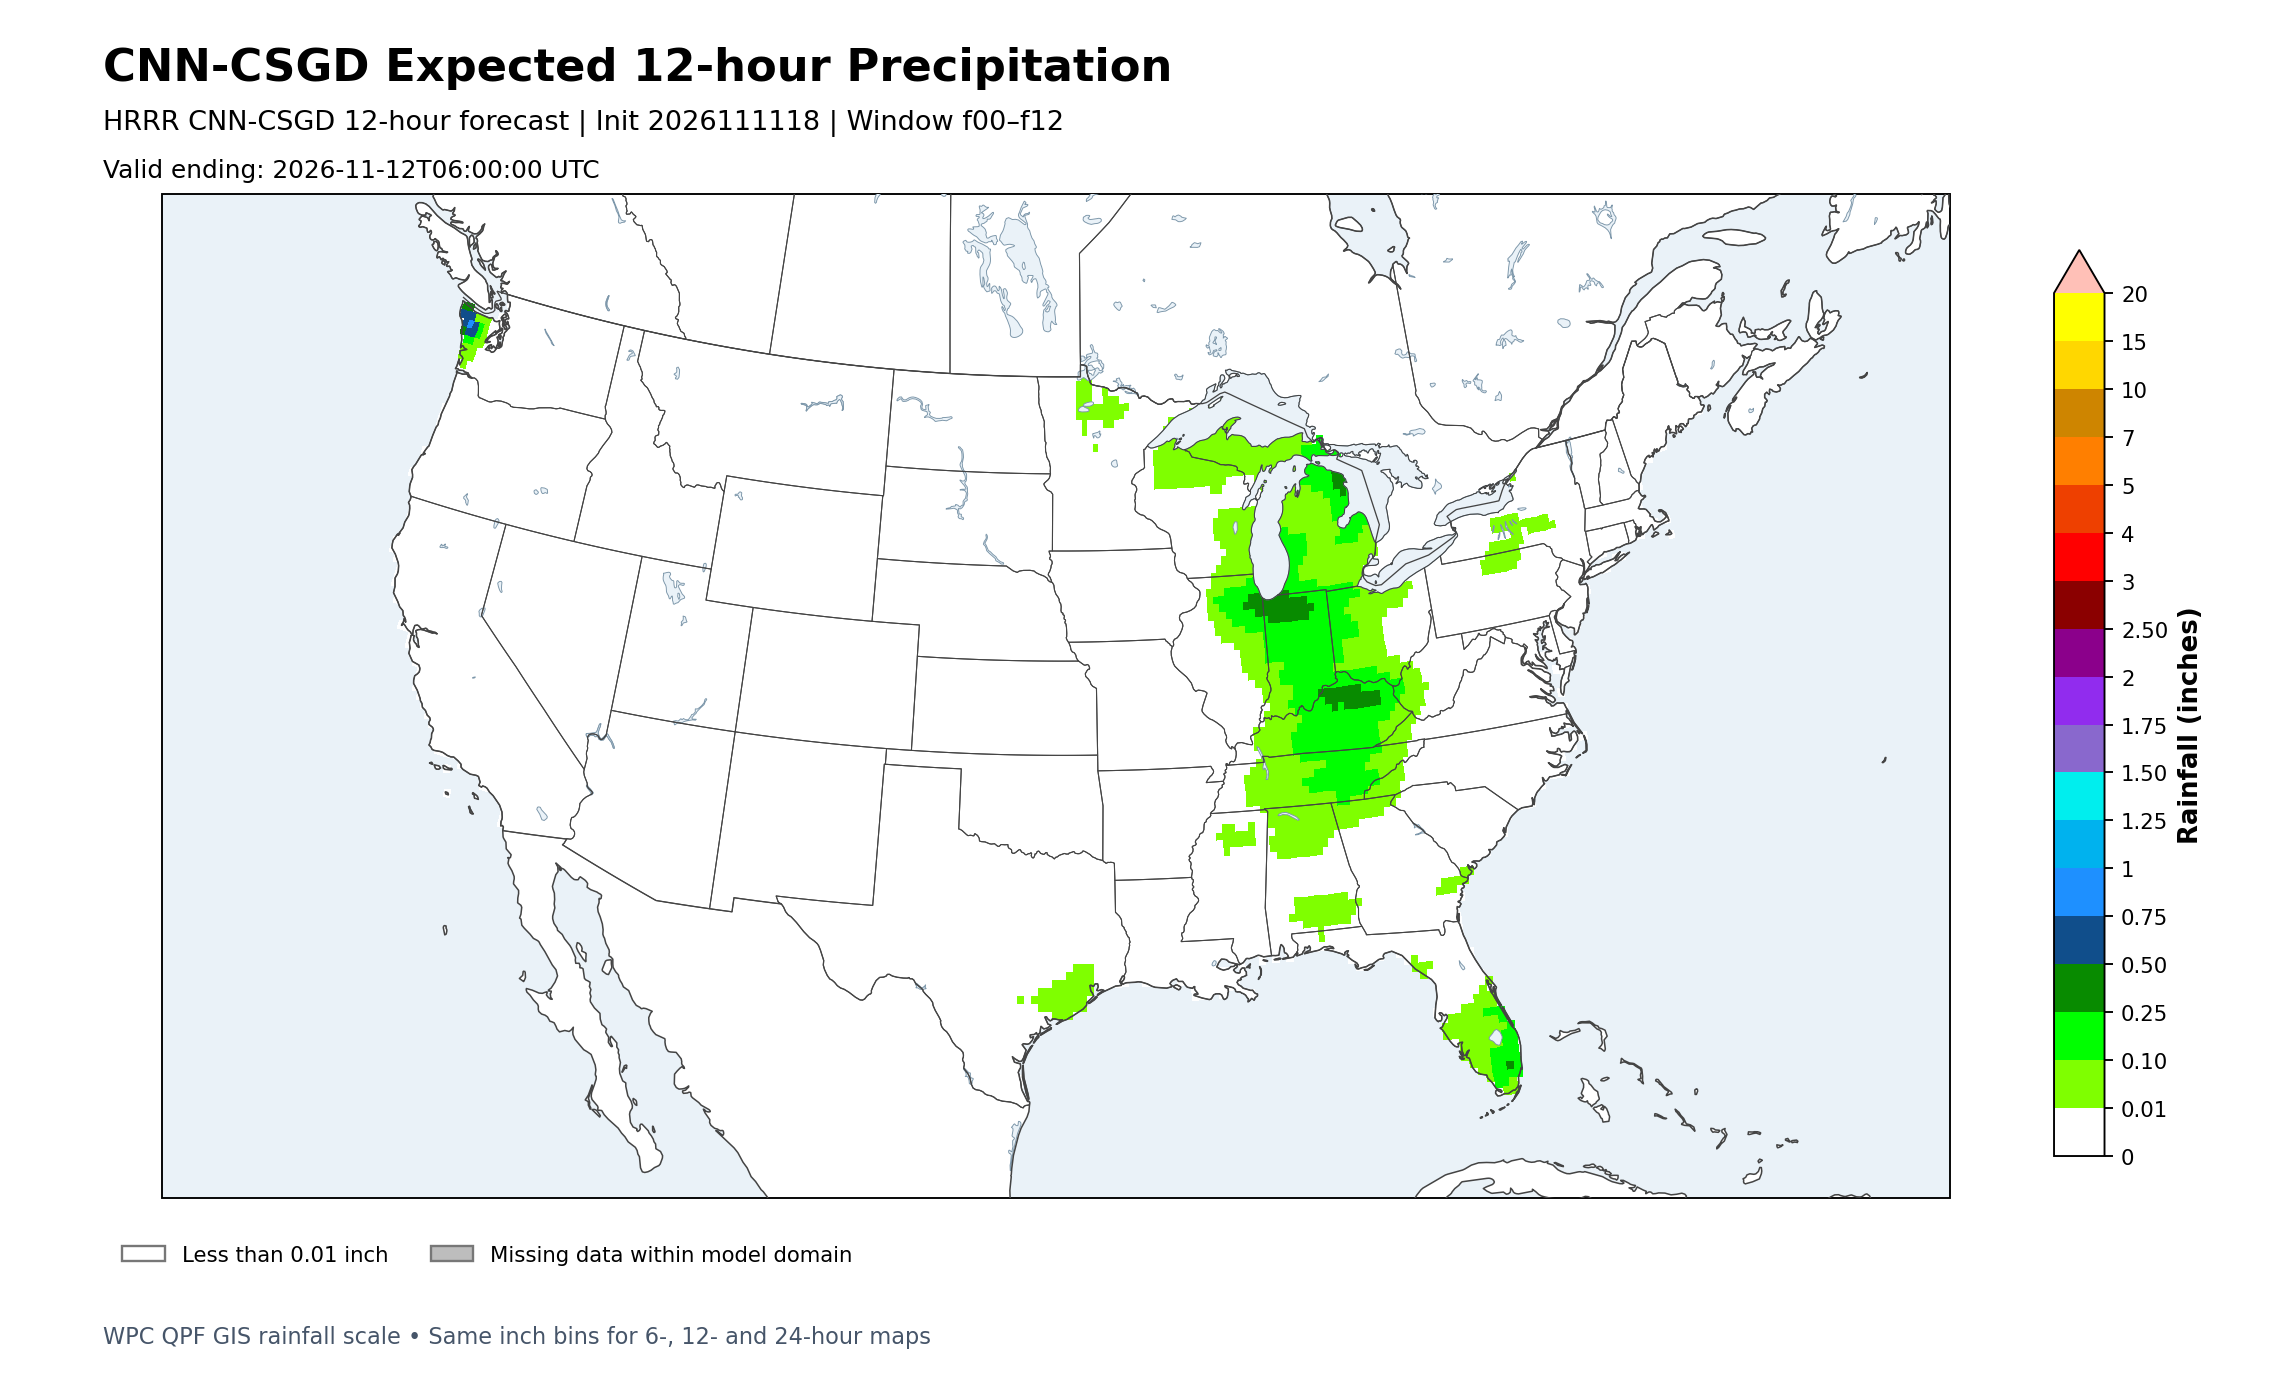 CNN-CSGD Expected 12-hour Precipitation
HRRR CNN-CSGD 12-hour forecast | Init 2026111118 | Window f00–f12
Valid ending: 2026-11-12T06:00:00 UTC
20
15
10
7
5
4
3
2.50
2
1.75
1.50
1.25
1
0.75
0.50
0.25
0.10
0.01
0
Rainfall (inches)
Less than 0.01 inch
Missing data within model domain
WPC QPF GIS rainfall scale • Same inch bins for 6-, 12- and 24-hour maps